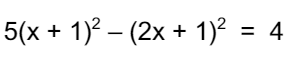 5(x + 1)² – (2x + 1)² = 4